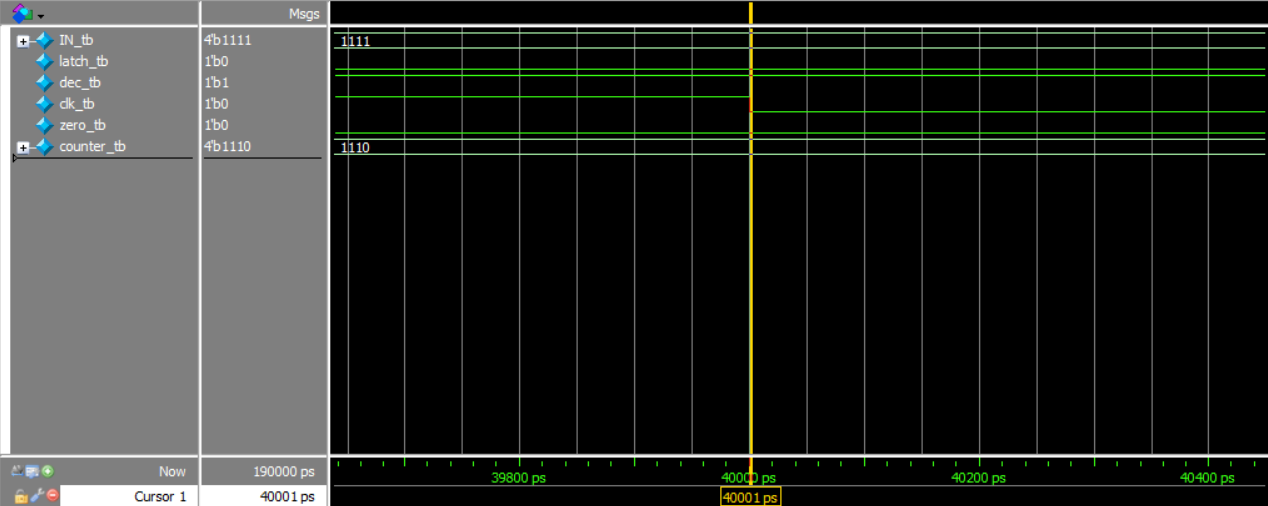 Msgs
IN_tb 4'b1111 1111
latch_tb 1'b0
dec_tb 1'b1
clk_tb 1'b0
zero_tb 1'b0
counter_tb 4'b1110 1110
Now 190000 ps 39800 ps 40000 ps 40200 ps 40400 ps
Cursor 1 40001 ps 40001 ps